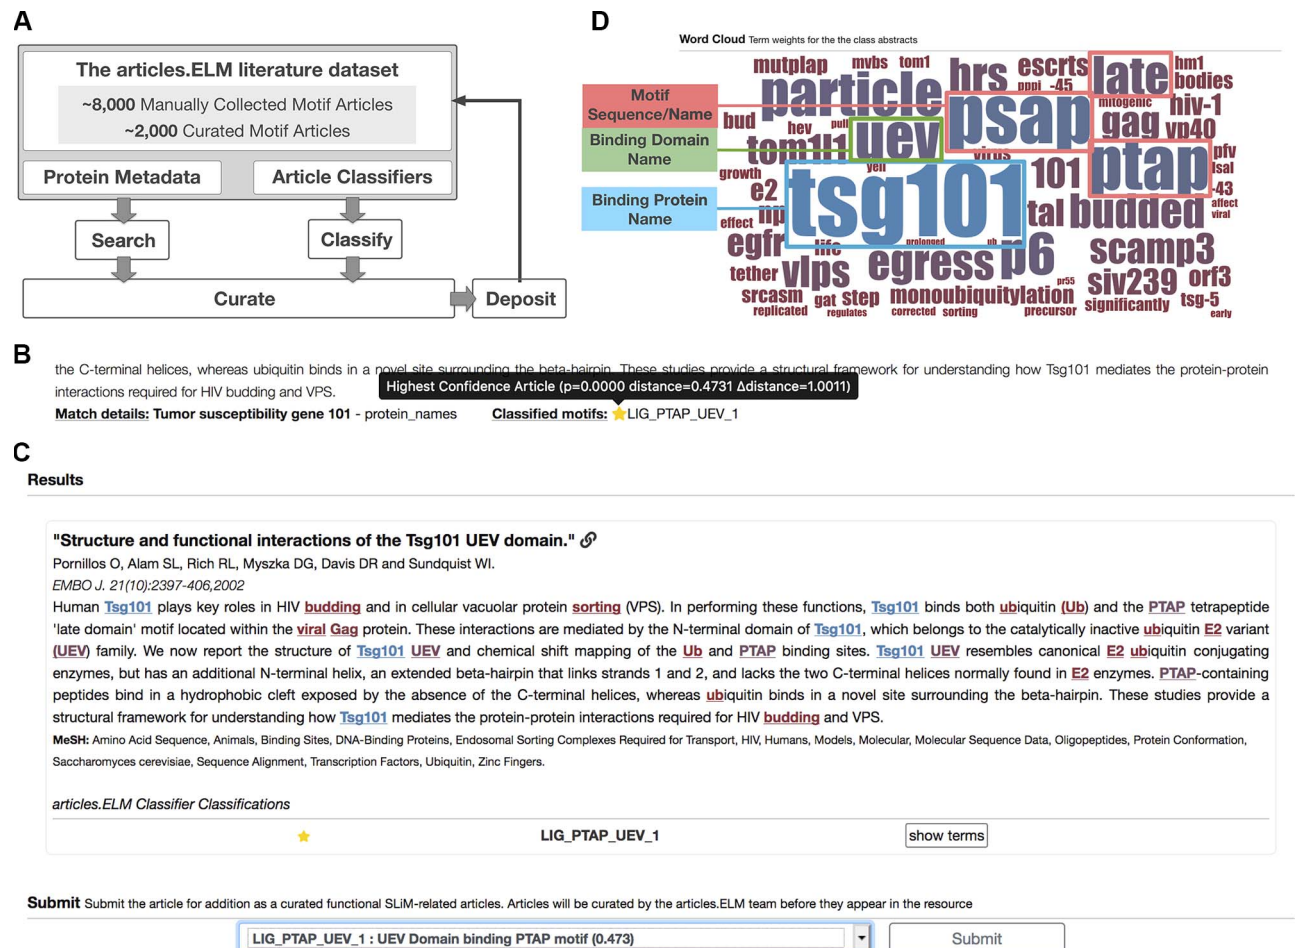 A
The articles.ELM literature dataset
~8,000 Manually Collected Motif Articles
~2,000 Curated Motif Articles
Protein Metadata
Article Classifiers
Search
Classify
Curate
Deposit
D
Word Cloud Term weights for the the class abstracts
Motif
Sequence/Name
Binding Domain
Name
Binding Protein
Name
mutplap
mvbs
tom1
hrs
escrts
late
hm1
bodies
particle
pppi
-45
mitogenic
hiv-1
bud
hev
pull
psap
gag
vp40
tom1l1
uev
virus
ptap
pfv
growth
yell
101
lsal
e2
tsg101
-43
effect
np
tal
budded
affect
viral
egfr
life
prolonged
ub
p6
scamp3
tether
vlps
egress
siv239
orf3
pr55
srcasm
gat
step
monoubiquitylation
significantly
tsg-5
replicated
regulates
corrected
sorting
precursor
early
B
the C-terminal helices, whereas ubiquitin binds in a novel site surrounding the beta-hairpin. These studies provide a structural framework for understanding how Tsg101 mediates the protein-protein
interactions required for HIV budding and VPS.
Highest Confidence Article (p=0.0000 distance=0.4731 Δdistance=1.0011)
Match details: Tumor susceptibility gene 101 - protein_names Classified motifs: ⭐LIG_PTAP_UEV_1
C
Results
"Structure and functional interactions of the Tsg101 UEV domain."
Pornillos O, Alam SL, Rich RL, Myszka DG, Davis DR and Sundquist WI.
EMBO J. 21(10):2397-406,2002
Human Tsg101 plays key roles in HIV budding and in cellular vacuolar protein sorting (VPS). In performing these functions, Tsg101 binds both ubiquitin (Ub) and the PTAP tetrapeptide
'late domain' motif located within the viral Gag protein. These interactions are mediated by the N-terminal domain of Tsg101, which belongs to the catalytically inactive ubiquitin E2 variant
(UEV) family. We now report the structure of Tsg101 UEV and chemical shift mapping of the Ub and PTAP binding sites. Tsg101 UEV resembles canonical E2 ubiquitin conjugating
enzymes, but has an additional N-terminal helix, an extended beta-hairpin that links strands 1 and 2, and lacks the two C-terminal helices normally found in E2 enzymes. PTAP-containing
peptides bind in a hydrophobic cleft exposed by the absence of the C-terminal helices, whereas ubiquitin binds in a novel site surrounding the beta-hairpin. These studies provide a
structural framework for understanding how Tsg101 mediates the protein-protein interactions required for HIV budding and VPS.
MeSH: Amino Acid Sequence, Animals, Binding Sites, DNA-Binding Proteins, Endosomal Sorting Complexes Required for Transport, HIV, Humans, Models, Molecular, Molecular Sequence Data, Oligopeptides, Protein Conformation,
Saccharomyces cerevisiae, Sequence Alignment, Transcription Factors, Ubiquitin, Zinc Fingers.
articles.ELM Classifier Classifications
LIG_PTAP_UEV_1
show terms
Submit Submit the article for addition as a curated functional SLiM-related articles. Articles will be curated by the articles.ELM team before they appear in the resource
LIG_PTAP_UEV_1 : UEV Domain binding PTAP motif (0.473)
Submit